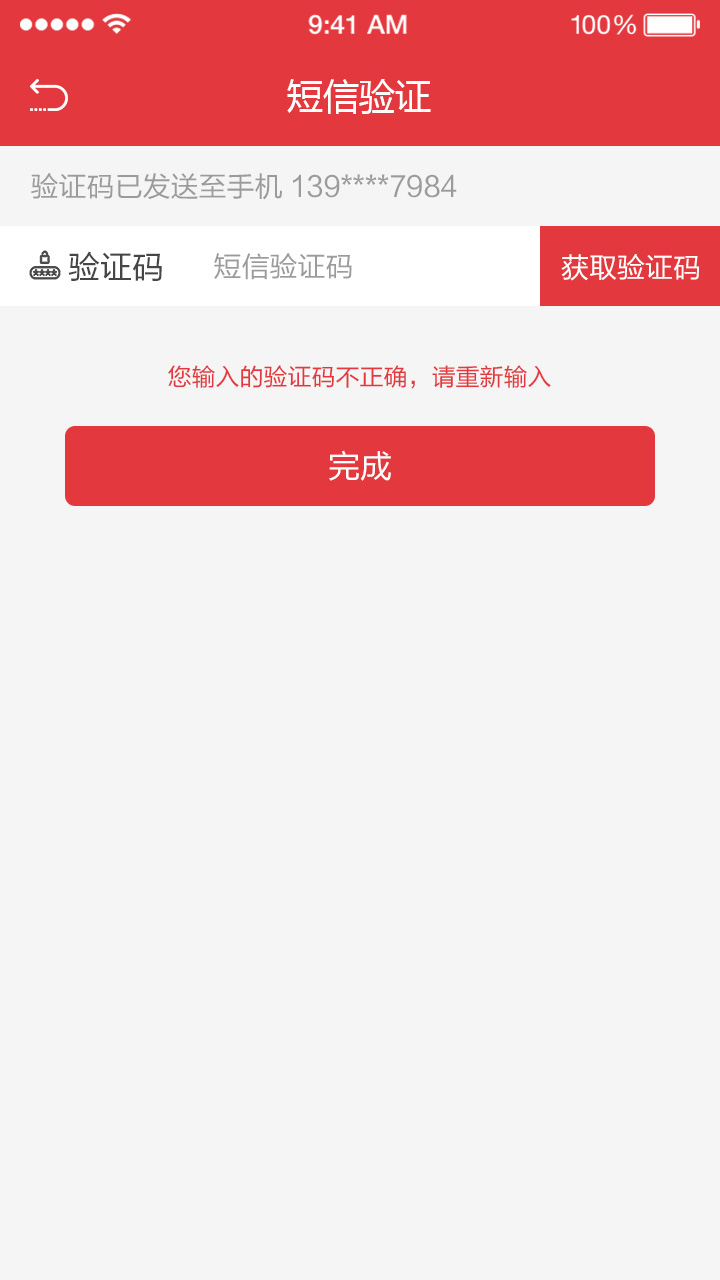 9:41 AM 100%
短信验证
验证码已发送至手机 139****7984
验证码 短信验证码 获取验证码
您输入的验证码不正确，请重新输入
完成